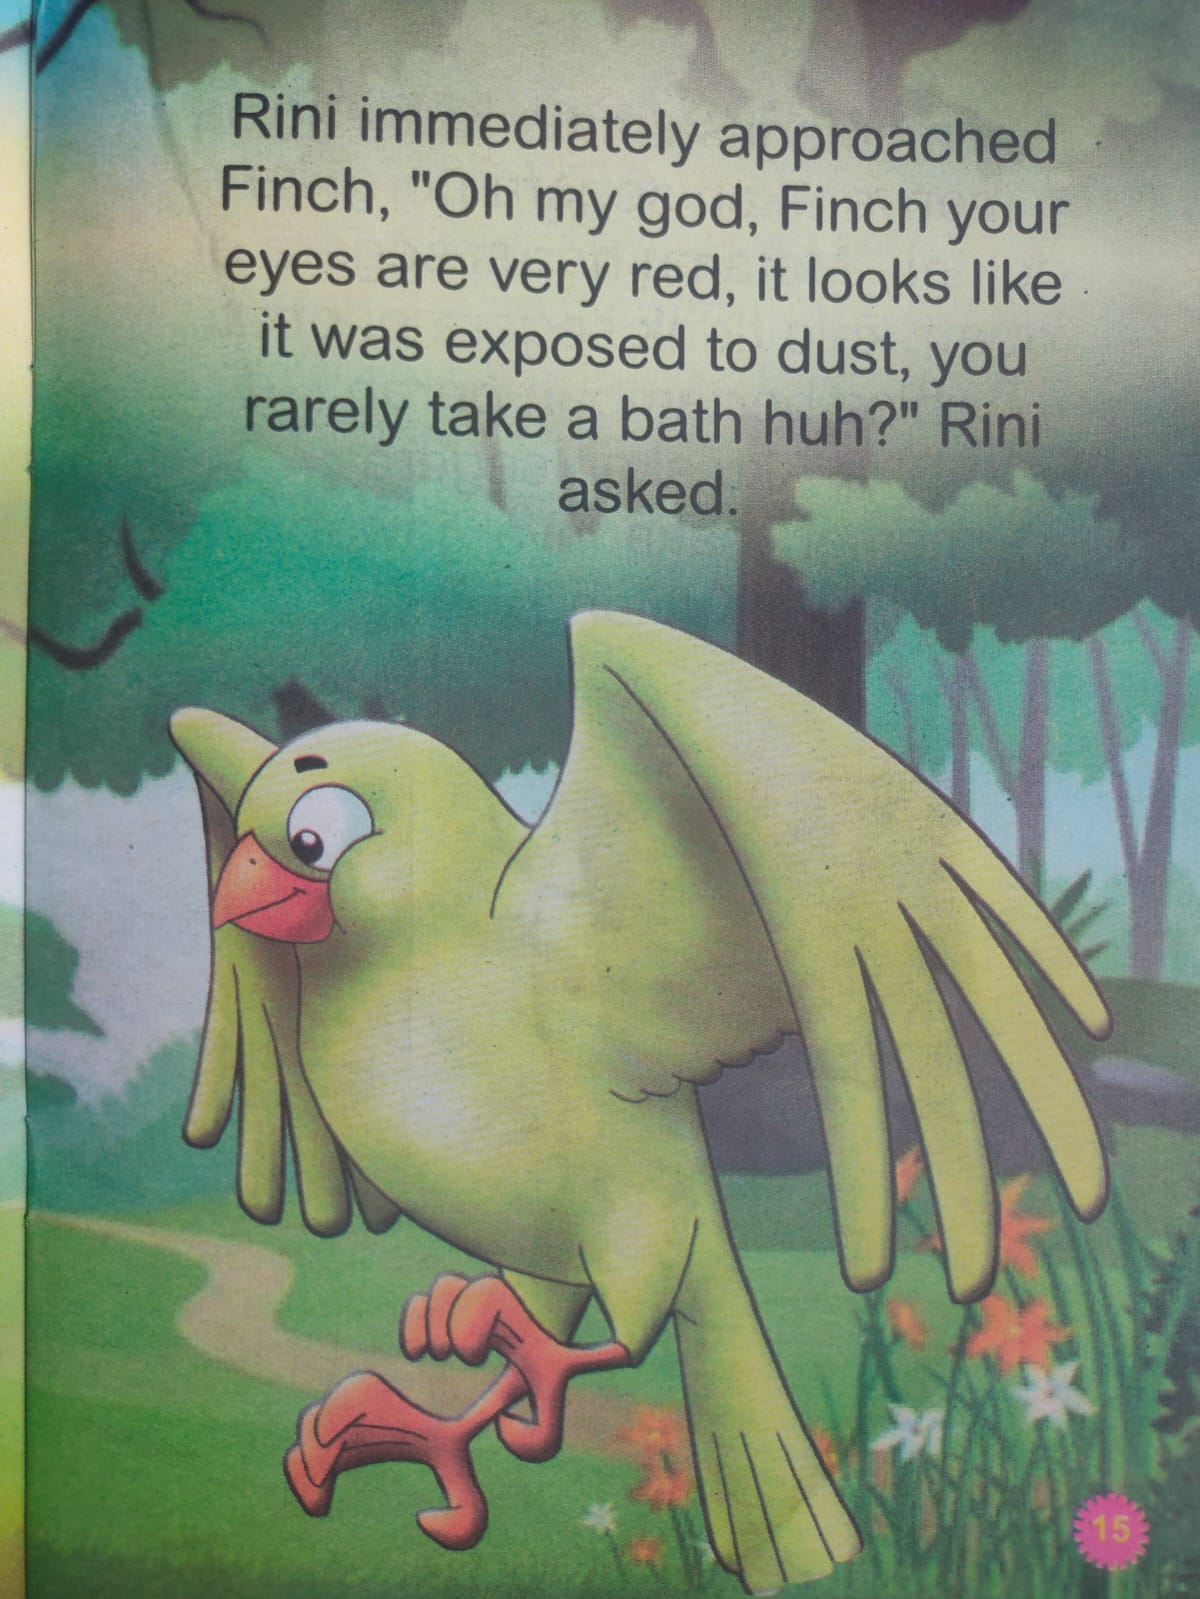 Rini immediately approached
Finch, "Oh my god, Finch your
eyes are very red, it looks like
it was exposed to dust, you
rarely take a bath huh?" Rini
asked.
15